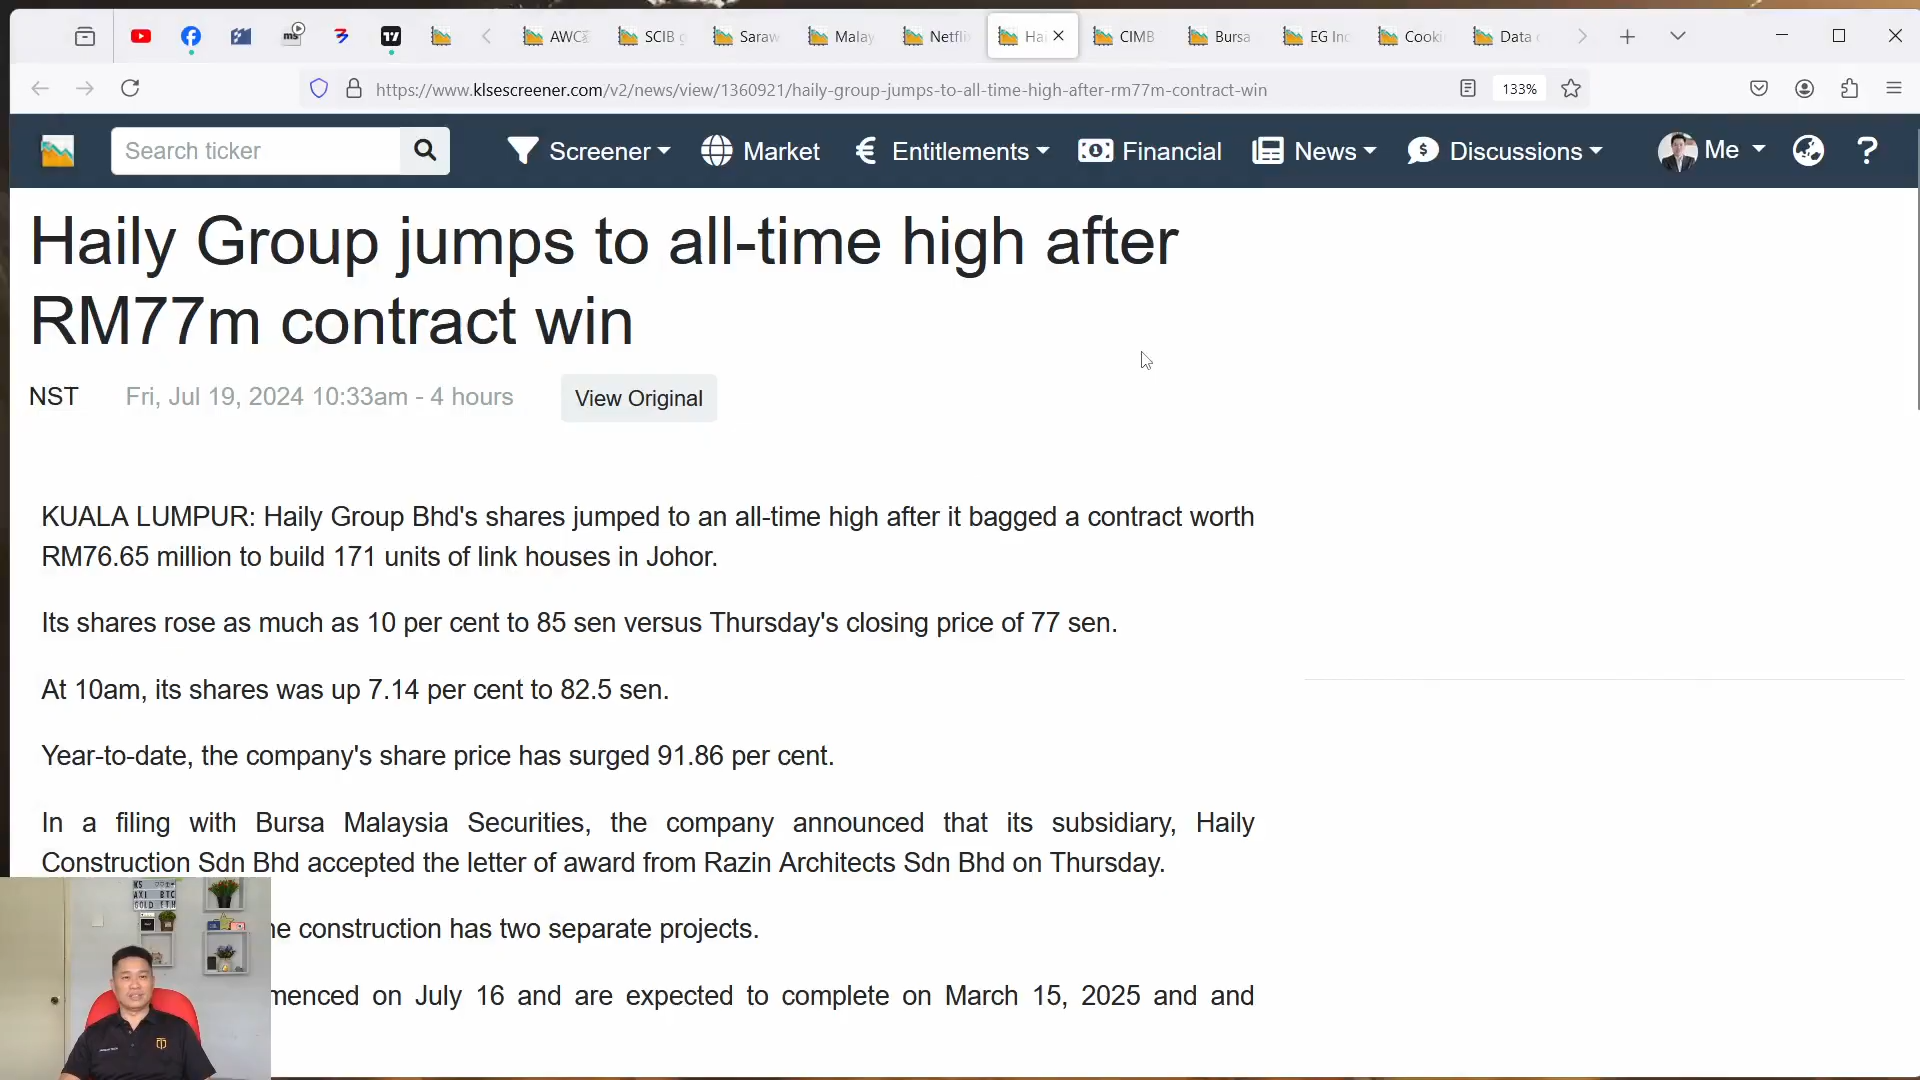 AWC
SCIB
Saraw
Malay
Netfli
Hai
CIMB
Bursa
EG Inc
Cooki
Data
https://www.klsescreener.com/v2/news/view/1360921/haily-group-jumps-to-all-time-high-after-rm77m-contract-win
133%
Search ticker
Screener
Market
Entitlements
Financial
News
Discussions
Me
Haily Group jumps to all-time high after
RM77m contract win
NST
Fri, Jul 19, 2024 10:33am - 4 hours
View Original
KUALA LUMPUR: Haily Group Bhd's shares jumped to an all-time high after it bagged a contract worth
RM76.65 million to build 171 units of link houses in Johor.
Its shares rose as much as 10 per cent to 85 sen versus Thursday's closing price of 77 sen.
At 10am, its shares was up 7.14 per cent to 82.5 sen.
Year-to-date, the company's share price has surged 91.86 per cent.
In a filing with Bursa Malaysia Securities, the company announced that its subsidiary, Haily
Construction Sdn Bhd accepted the letter of award from Razin Architects Sdn Bhd on Thursday.
he construction has two separate projects.
menced on July 16 and are expected to complete on March 15, 2025 and and
AXI BTC
GOLD ETH